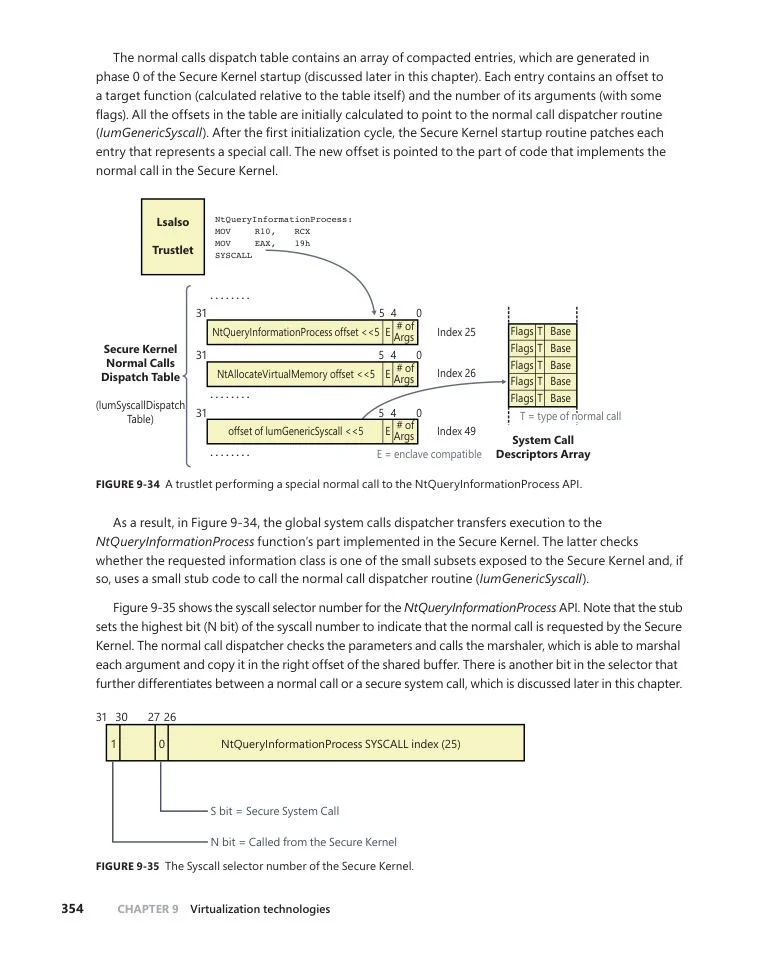 The normal calls dispatch table contains an array of compacted entries, which are generated in
phase 0 of the Secure Kernel startup (discussed later in this chapter). Each entry contains an offset to
a target function (calculated relative to the table itself) and the number of its arguments (with some
flags). All the offsets in the table are initially calculated to point to the normal call dispatcher routine
(IumGenericSyscall). After the first initialization cycle, the Secure Kernel startup routine patches each
entry that represents a special call. The new offset is pointed to the part of code that implements the
normal call in the Secure Kernel.
LsaIso
Trustlet
NtQueryInformationProcess:
MOV R10, RCX
MOV EAX, 19h
SYSCALL
........
31 5 4 0
NtQueryInformationProcess offset <<5 E # of Args Index 25
31 5 4 0
NtAllocateVirtualMemory offset <<5 E # of Args Index 26
........
31 5 4 0
offset of IumGenericSyscall <<5 E # of Args Index 49
........
E = enclave compatible
Secure Kernel
Normal Calls
Dispatch Table
(IumSyscallDispatch
Table)
Flags T Base
Flags T Base
Flags T Base
Flags T Base
Flags T Base
T = type of normal call
System Call
Descriptors Array
FIGURE 9-34 A trustlet performing a special normal call to the NtQueryInformationProcess API.
As a result, in Figure 9-34, the global system calls dispatcher transfers execution to the
NtQueryInformationProcess function’s part implemented in the Secure Kernel. The latter checks
whether the requested information class is one of the small subsets exposed to the Secure Kernel and, if
so, uses a small stub code to call the normal call dispatcher routine (IumGenericSyscall).
Figure 9-35 shows the syscall selector number for the NtQueryInformationProcess API. Note that the stub
sets the highest bit (N bit) of the syscall number to indicate that the normal call is requested by the Secure
Kernel. The normal call dispatcher checks the parameters and calls the marshaler, which is able to marshal
each argument and copy it in the right offset of the shared buffer. There is another bit in the selector that
further differentiates between a normal call or a secure system call, which is discussed later in this chapter.
31 30 27 26
1 0 NtQueryInformationProcess SYSCALL index (25)
S bit = Secure System Call
N bit = Called from the Secure Kernel
FIGURE 9-35 The Syscall selector number of the Secure Kernel.
354 CHAPTER 9 Virtualization technologies